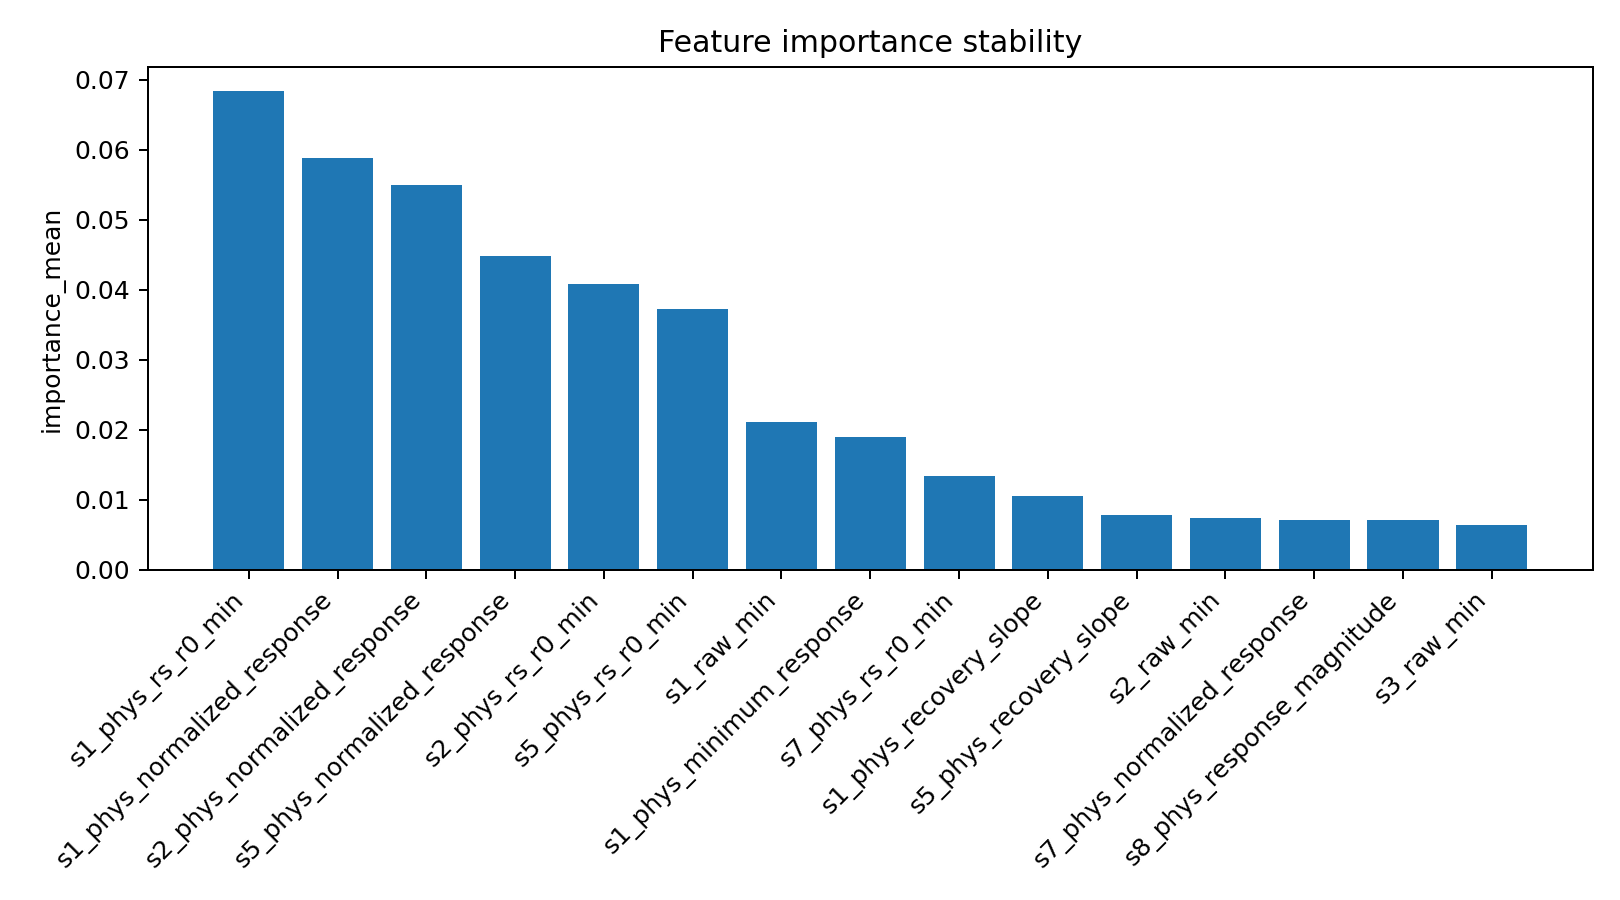 Feature importance stability
importance_mean
0.07
0.06
0.05
0.04
0.03
0.02
0.01
0.00
s1_phys_rs_r0_min
s1_phys_normalized_response
s2_phys_normalized_response
s5_phys_normalized_response
s2_phys_rs_r0_min
s5_phys_rs_r0_min
s1_raw_min
s1_phys_minimum_response
s7_phys_rs_r0_min
s1_phys_recovery_slope
s5_phys_recovery_slope
s2_raw_min
s7_phys_normalized_response
s8_phys_response_magnitude
s3_raw_min